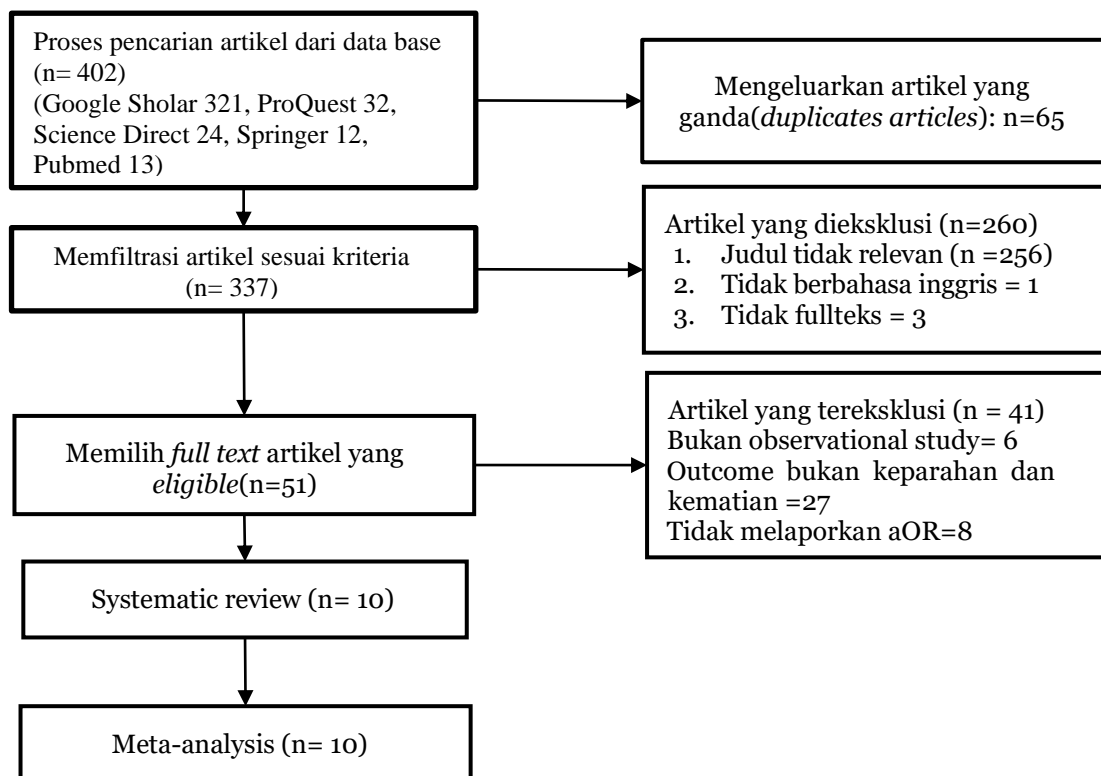 Proses pencarian artikel dari data base
(n= 402)
(Google Sholar 321, ProQuest 32,
Science Direct 24, Springer 12,
Pubmed 13)
Mengeluarkan artikel yang
ganda(duplicates articles): n=65
Memfiltrasi artikel sesuai kriteria
(n= 337)
Artikel yang dieksklusi (n=260)
1. Judul tidak relevan (n =256)
2. Tidak berbahasa inggris = 1
3. Tidak fullteks = 3
Memilih full text artikel yang
eligible(n=51)
Artikel yang tereksklusi (n = 41)
Bukan observational study= 6
Outcome bukan keparahan dan
kematian =27
Tidak melaporkan aOR=8
Systematic review (n= 10)
Meta-analysis (n= 10)